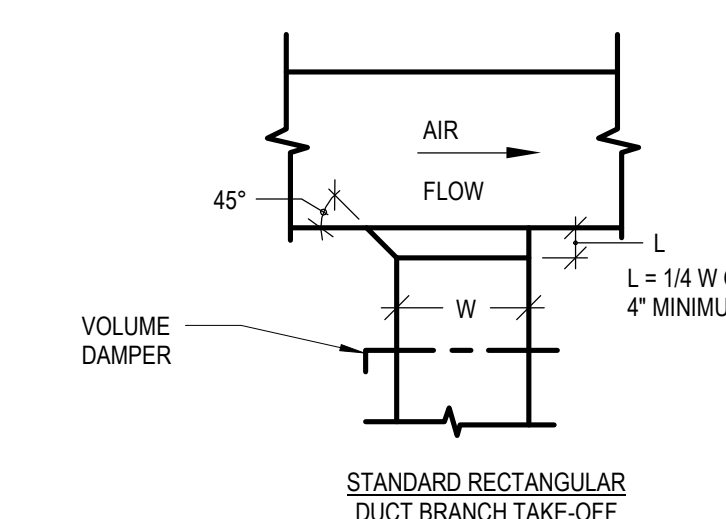 AIR
FLOW
45°
L
L = 1/4 W
4" MINIMU
W
VOLUME
DAMPER
STANDARD RECTANGULAR
DUCT BRANCH TAKE-OFF